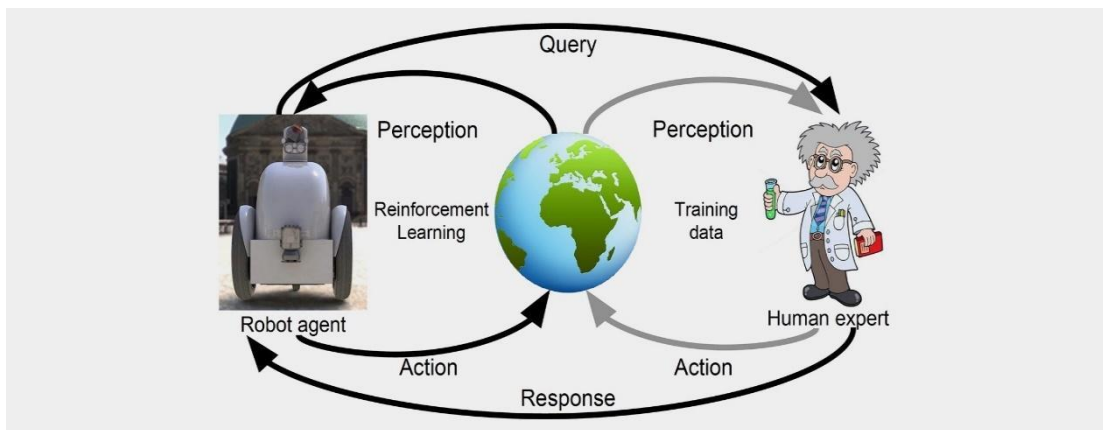 Query
Perception
Perception
Reinforcement
Learning
Training
data
Robot agent
Human expert
Action
Action
Response